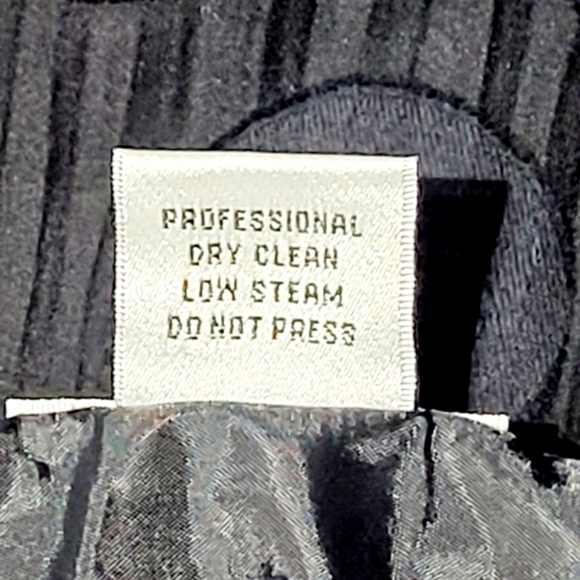 PROFESSIONAL
DRY CLEAN
LOW STEAM
DO NOT PRESS